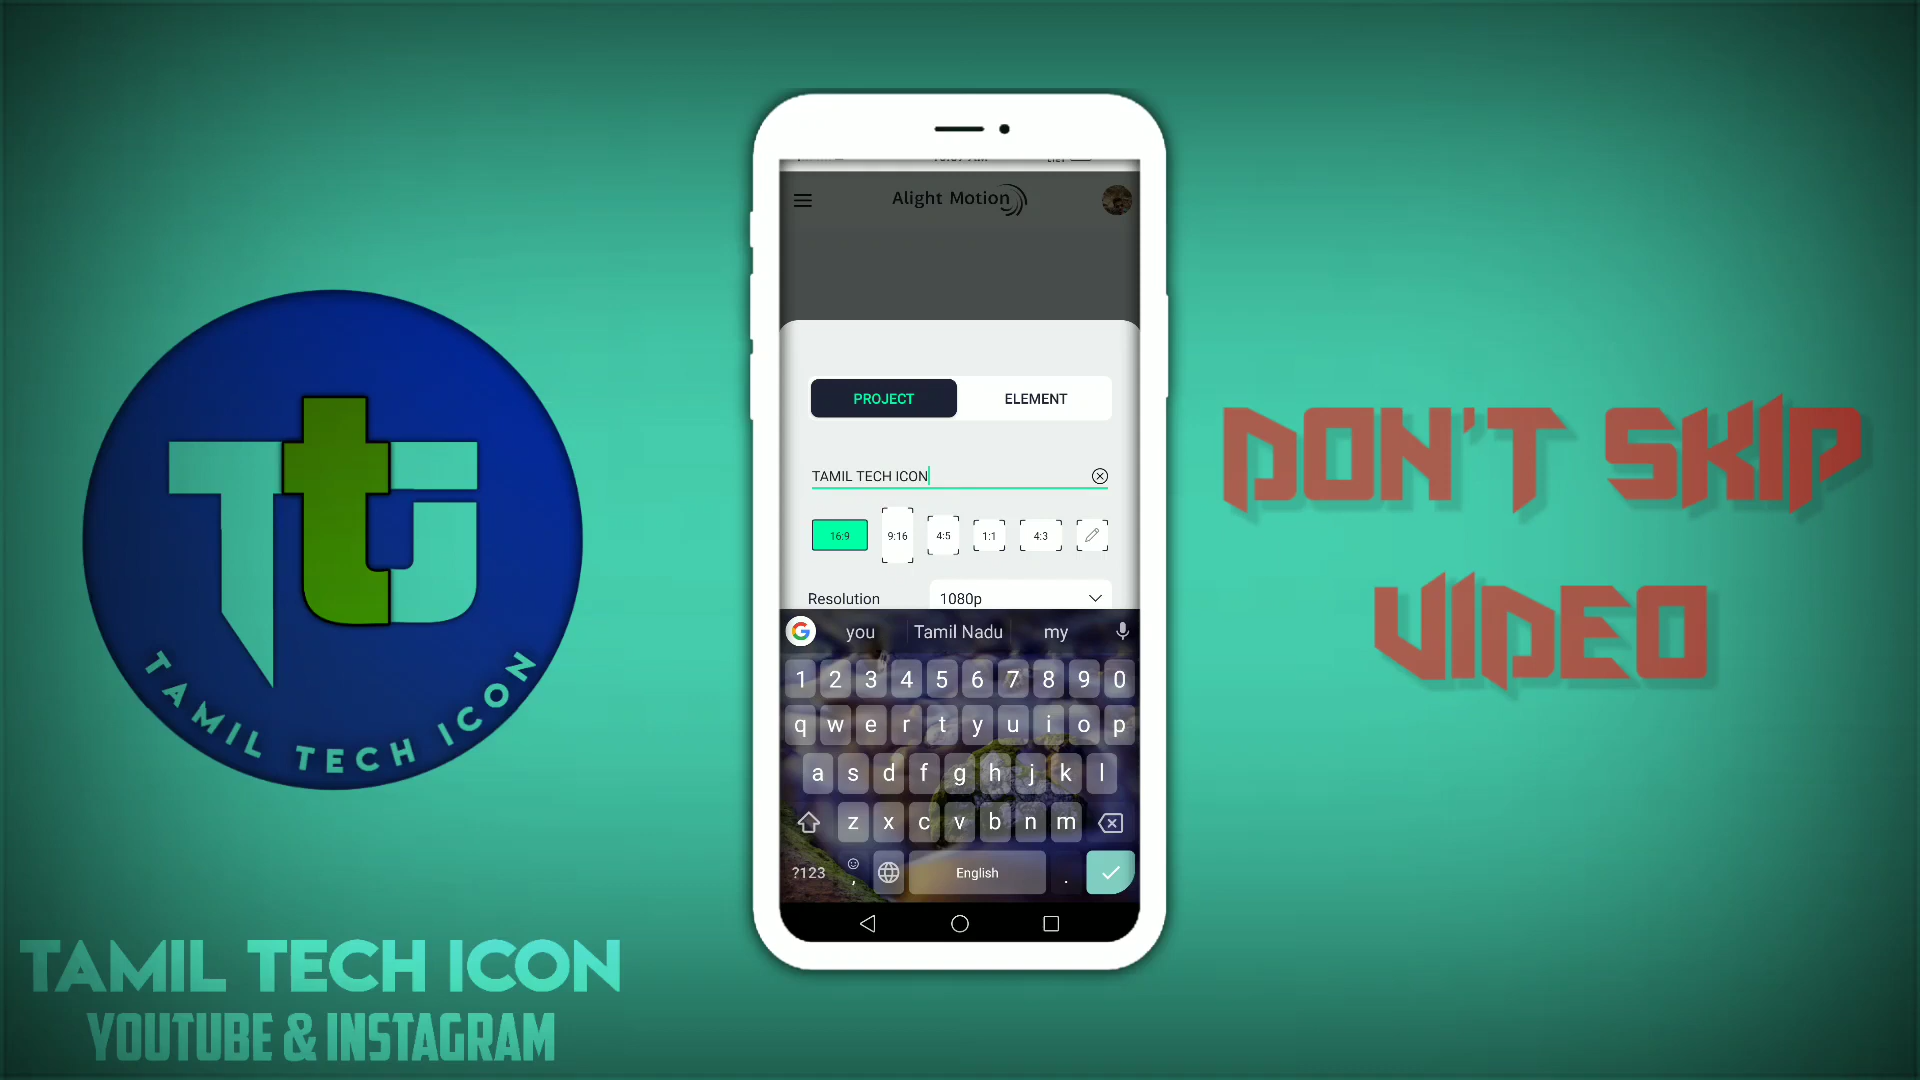 Alight Motion
PROJECT ELEMENT
TAMIL TECH ICON
16:9 9:16 4:5 1:1 4:3
Resolution 1080p
you Tamil Nadu my
1 2 3 4 5 6 7 8 9 0
q w e r t y u i o p
a s d f g h j k l
z x c v b n m
?123 , English .
TtJ
TAMIL TECH ICON
TAMIL TECH ICON
YOUTUBE & INSTAGRAM
DON'T SKIP
VIDEO